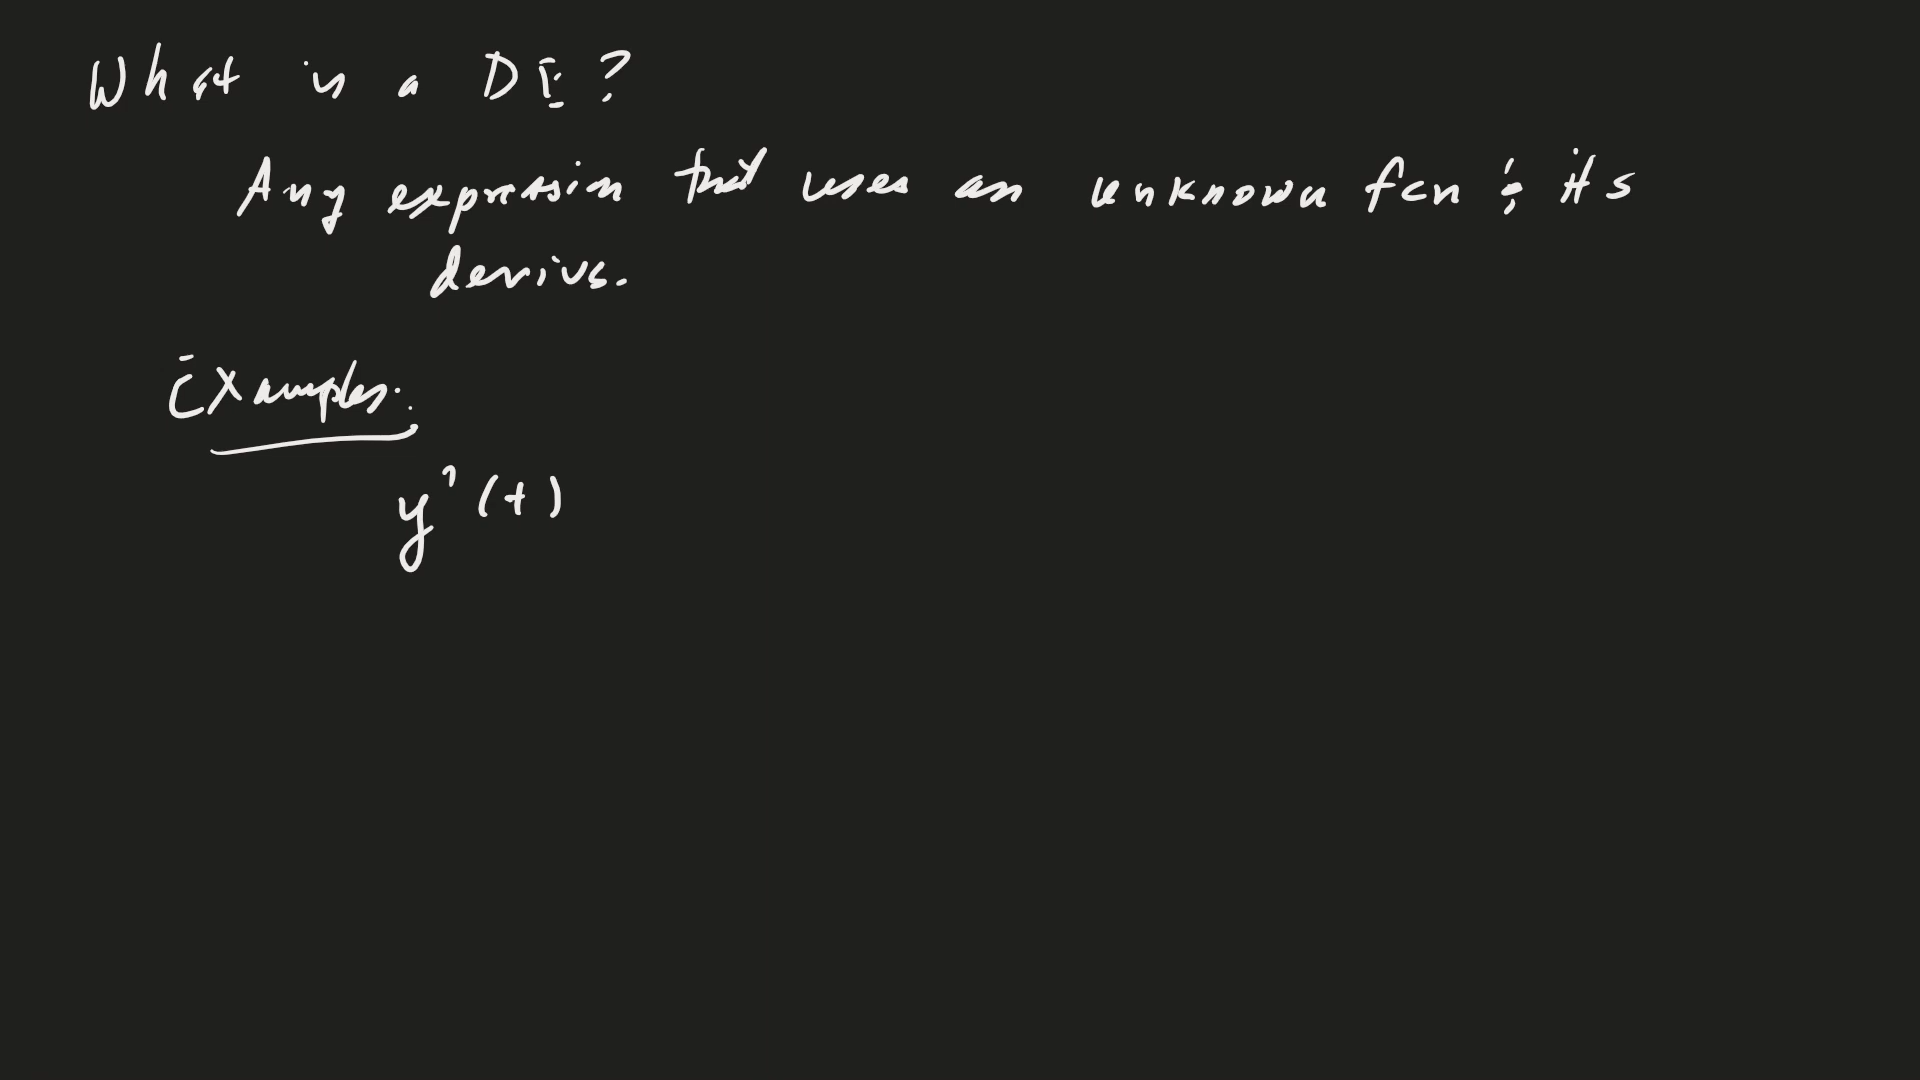 What is a DE?
Any expression that uses an unknown fcn & its
derivs.
Examples:
y'(t)